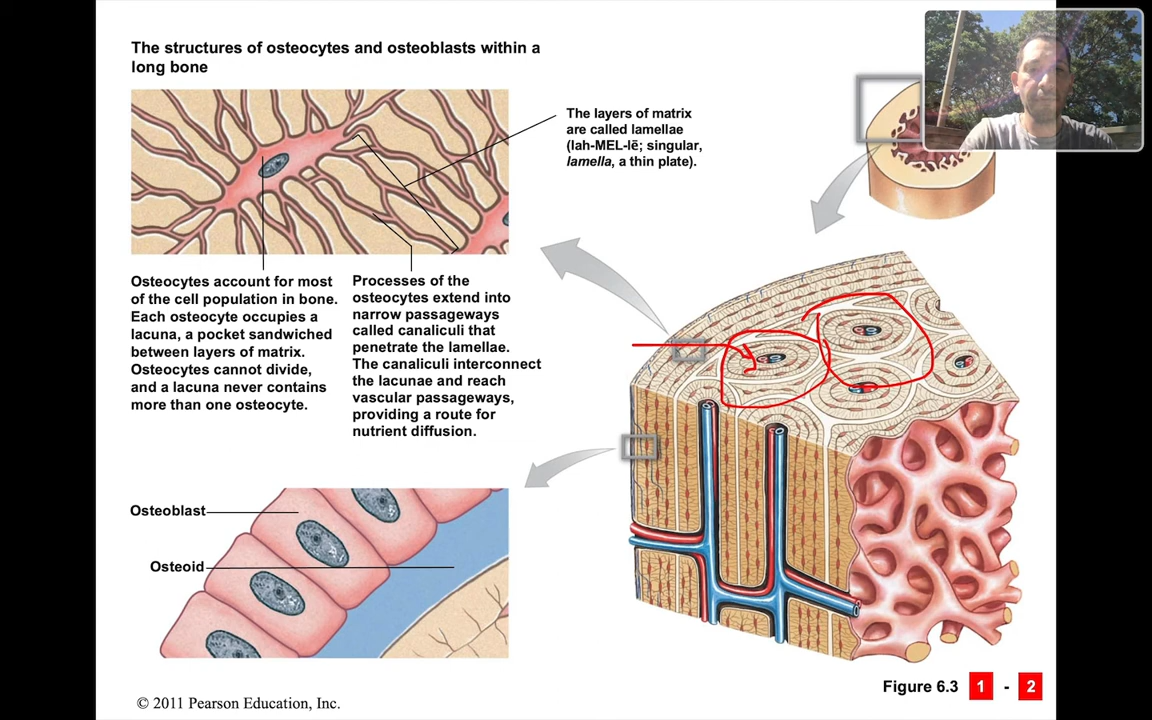 The structures of osteocytes and osteoblasts within a
long bone
The layers of matrix
are called lamellae
(lah-MEL-lē; singular,
lamella, a thin plate).
Osteocytes account for most
of the cell population in bone.
Each osteocyte occupies a
lacuna, a pocket sandwiched
between layers of matrix.
Osteocytes cannot divide,
and a lacuna never contains
more than one osteocyte.
Processes of the
osteocytes extend into
narrow passageways
called canaliculi that
penetrate the lamellae.
The canaliculi interconnect
the lacunae and reach
vascular passageways,
providing a route for
nutrient diffusion.
Osteoblast
Osteoid
Figure 6.3 1 - 2
© 2011 Pearson Education, Inc.